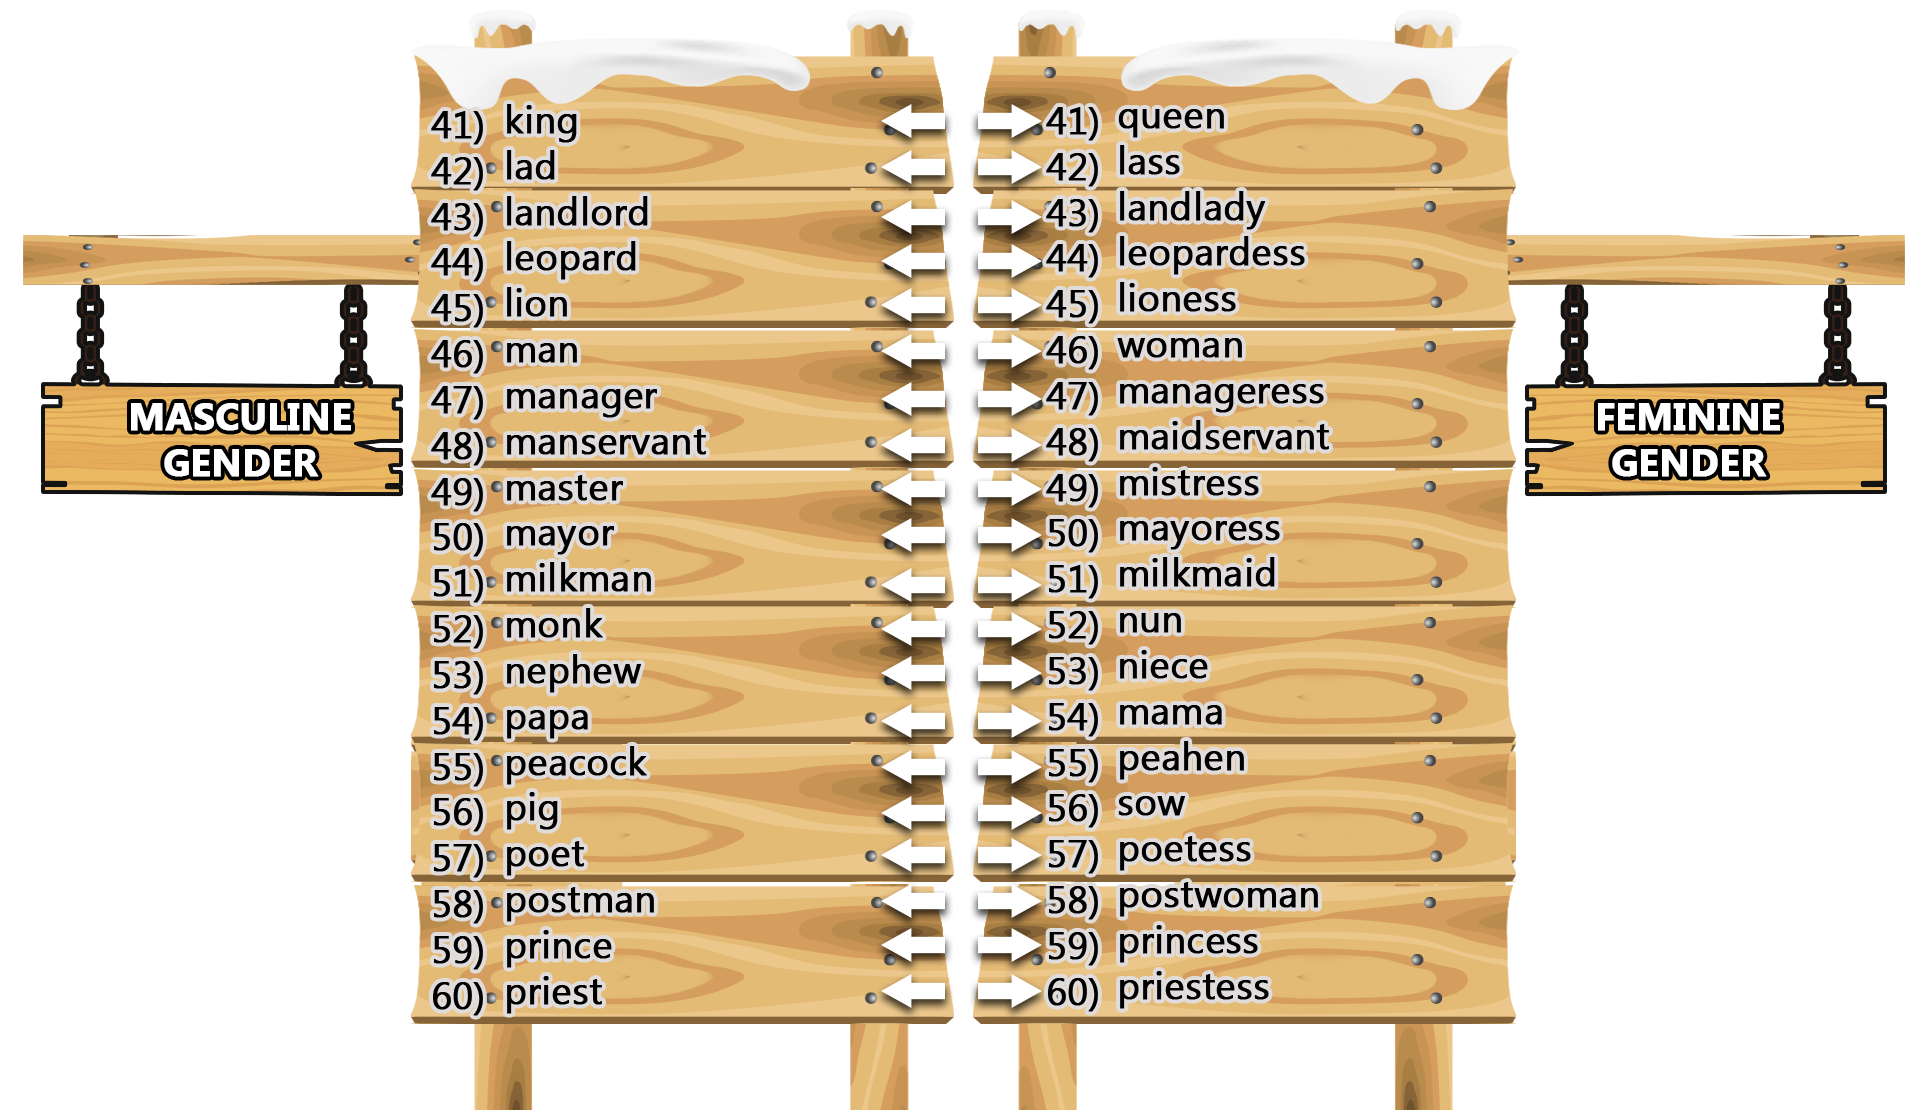 41) king
42) lad
43) landlord
44) leopard
45) lion
46) man
47) manager
48) manservant
49) master
50) mayor
51) milkman
52) monk
53) nephew
54) papa
55) peacock
56) pig
57) poet
58) postman
59) prince
60) priest
41) queen
42) lass
43) landlady
44) leopardess
45) lioness
46) woman
47) manageress
48) maidservant
49) mistress
50) mayoress
51) milkmaid
52) nun
53) niece
54) mama
55) peahen
56) sow
57) poetess
58) postwoman
59) princess
60) priestess
MASCULINE
GENDER
FEMININE
GENDER